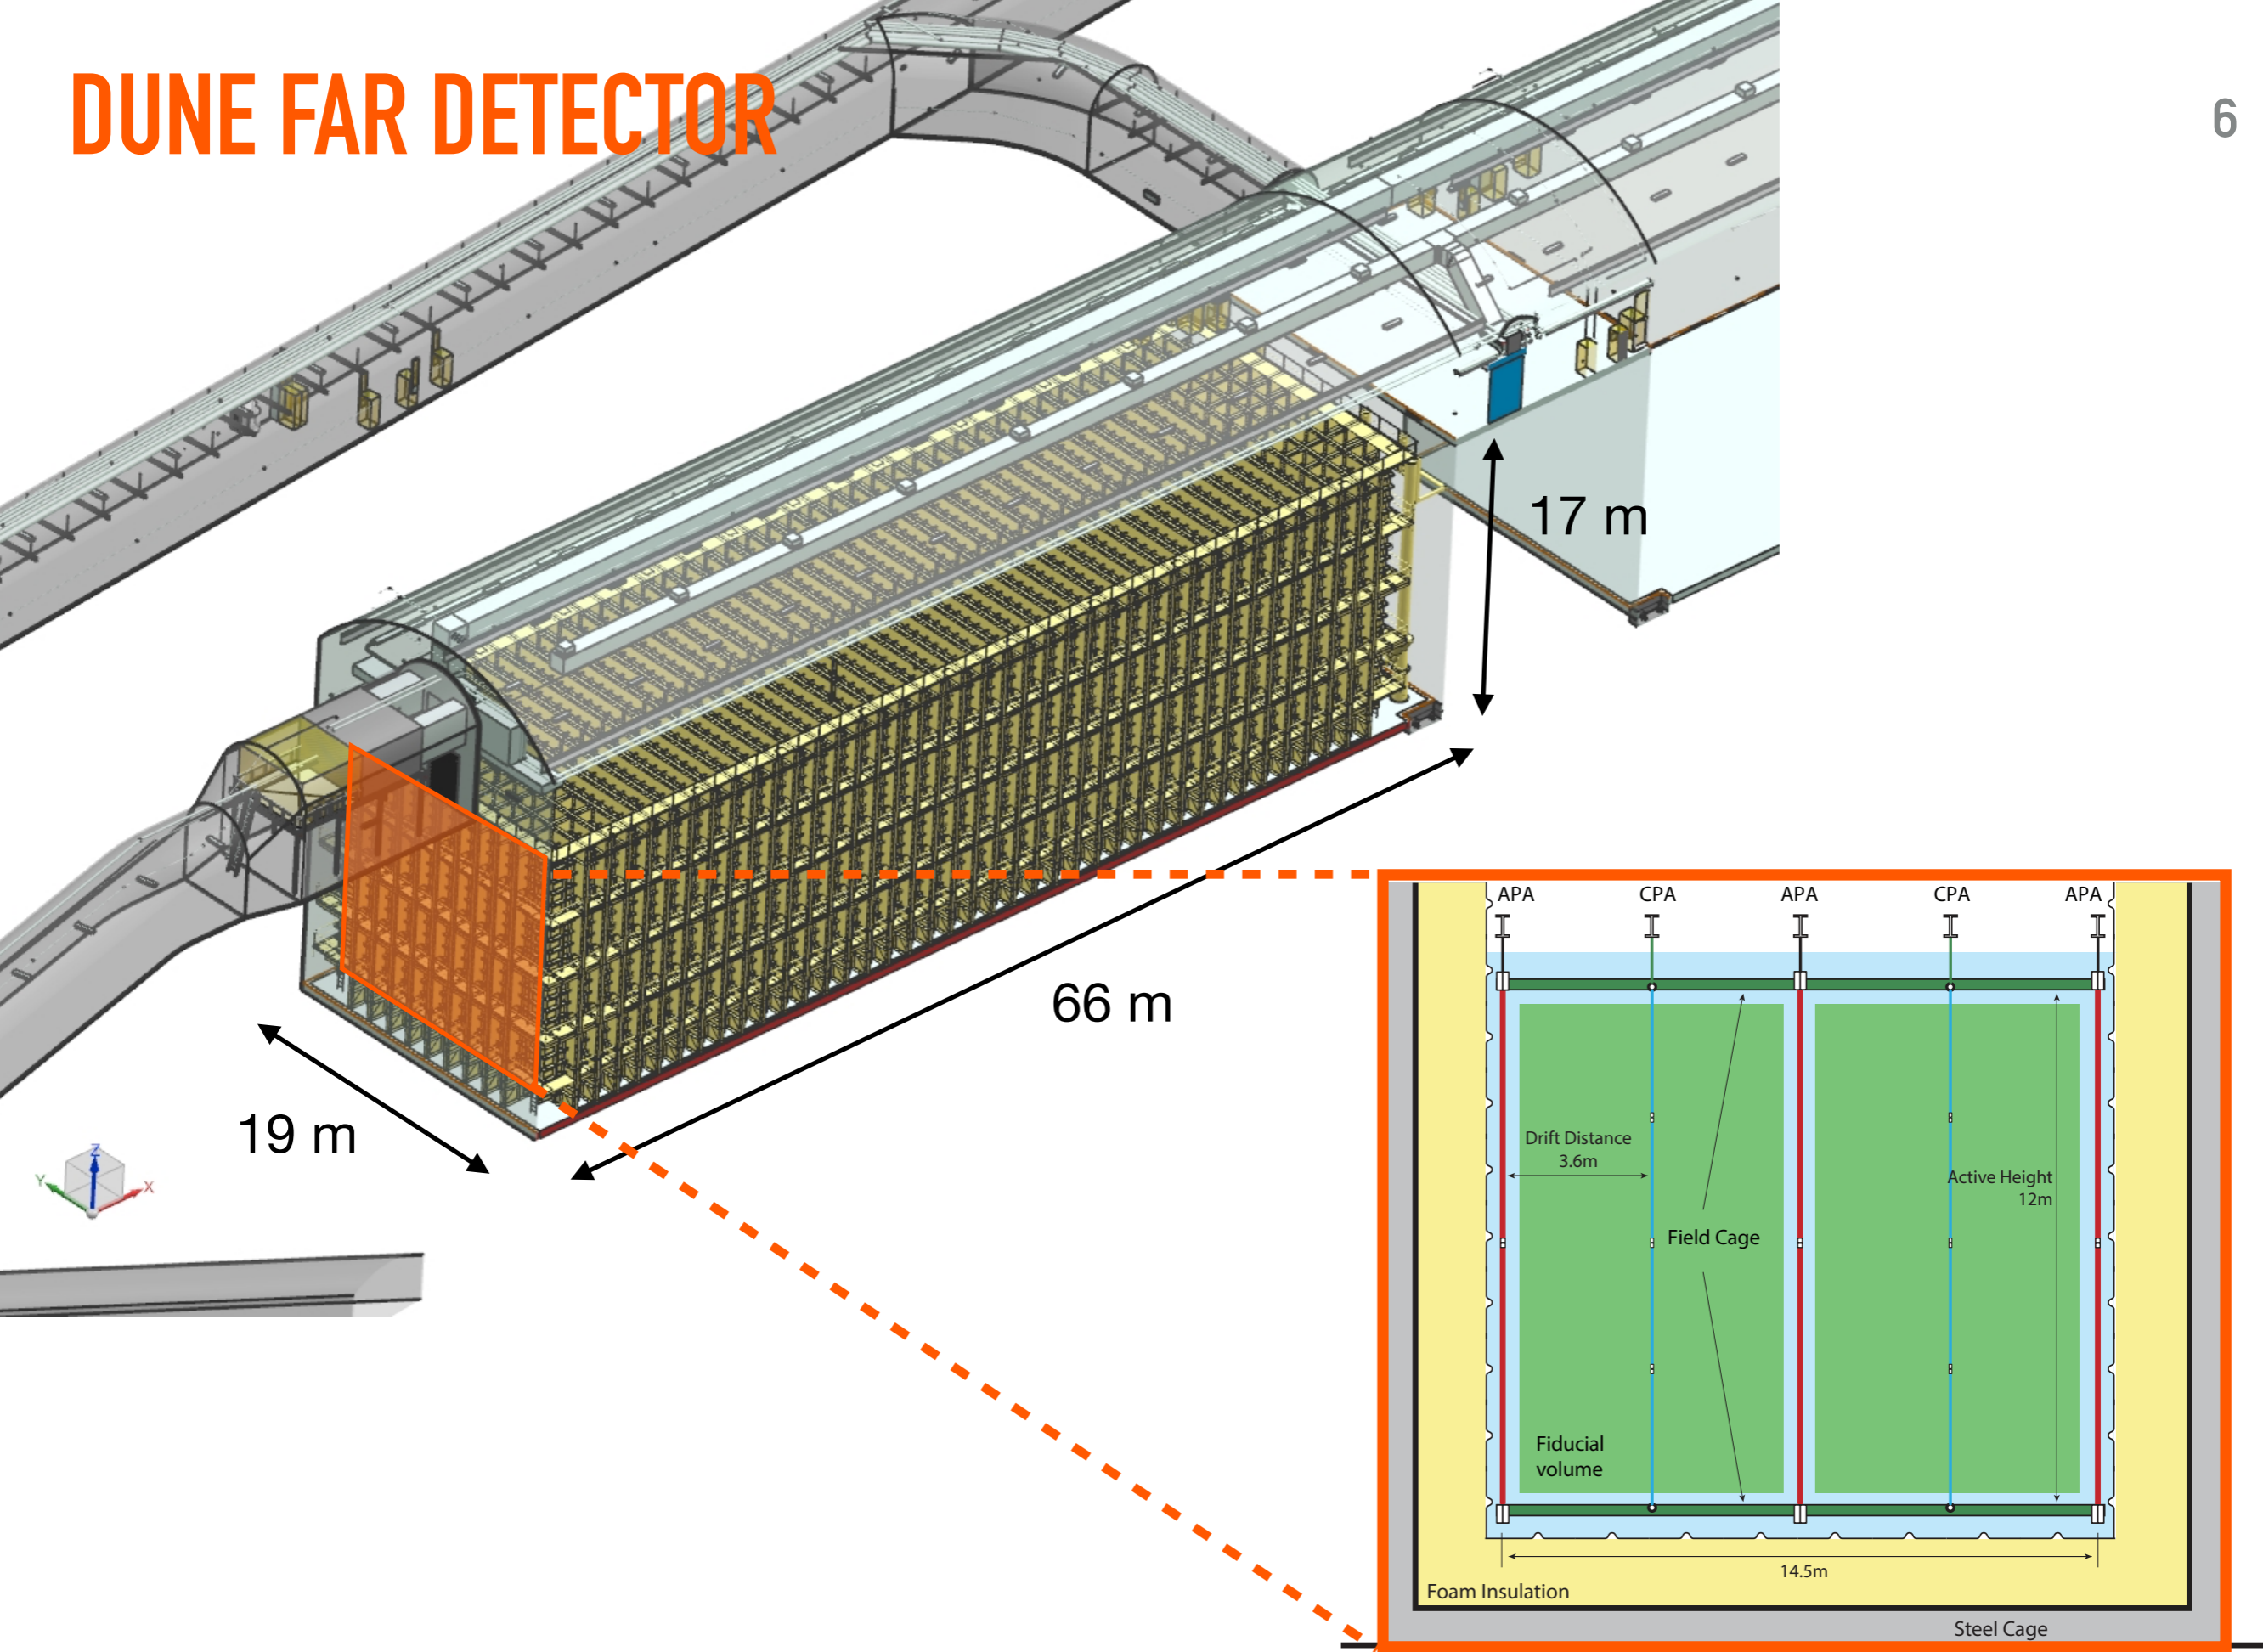 DUNE FAR DETECTOR
6
17 m
66 m
19 m
Z
Y
X
APA
CPA
APA
CPA
APA
Drift Distance
3.6m
Active Height
12m
Field Cage
Fiducial
volume
14.5m
Foam Insulation
Steel Cage